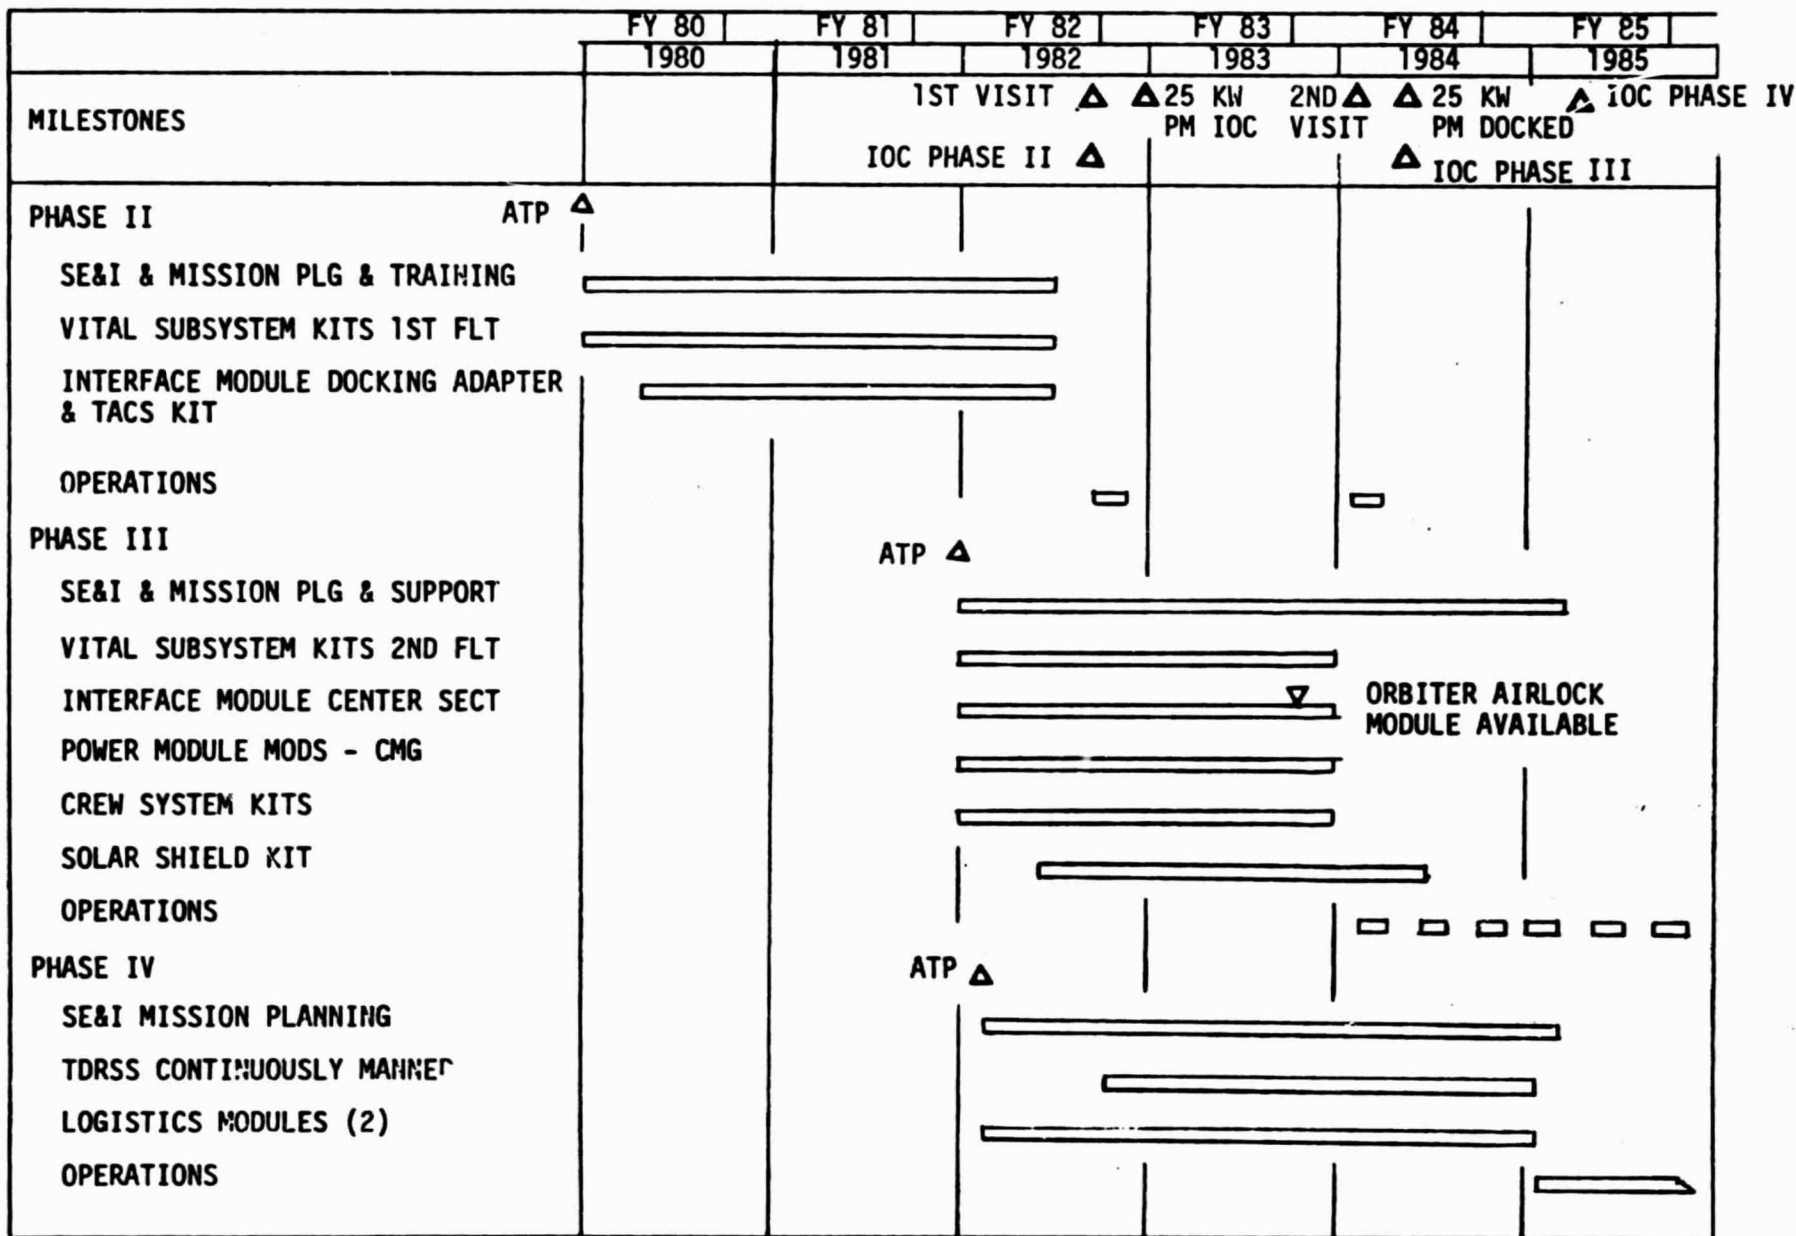 FY 80 FY 81 FY 82 FY 83 FY 84 FY 85
1980 1981 1982 1983 1984 1985
MILESTONES
1ST VISIT
25 KW
PM IOC
2ND
VISIT
25 KW
PM DOCKED
IOC PHASE IV
IOC PHASE II
IOC PHASE III
PHASE II ATP
SE&I & MISSION PLG & TRAINING
VITAL SUBSYSTEM KITS 1ST FLT
INTERFACE MODULE DOCKING ADAPTER
& TACS KIT
OPERATIONS
PHASE III ATP
SE&I & MISSION PLG & SUPPORT
VITAL SUBSYSTEM KITS 2ND FLT
INTERFACE MODULE CENTER SECT
ORBITER AIRLOCK
MODULE AVAILABLE
POWER MODULE MODS - CMG
CREW SYSTEM KITS
SOLAR SHIELD KIT
OPERATIONS
PHASE IV ATP
SE&I MISSION PLANNING
TDRSS CONTINUOUSLY
LOGISTICS MODULES (2)
OPERATIONS